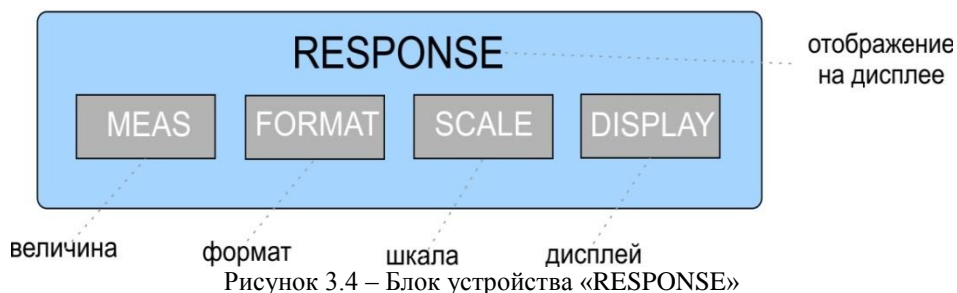 RESPONSE
отображение
на дисплее
MEAS FORMAT SCALE DISPLAY
величина формат шкала дисплей
Рисунок 3.4 – Блок устройства «RESPONSE»